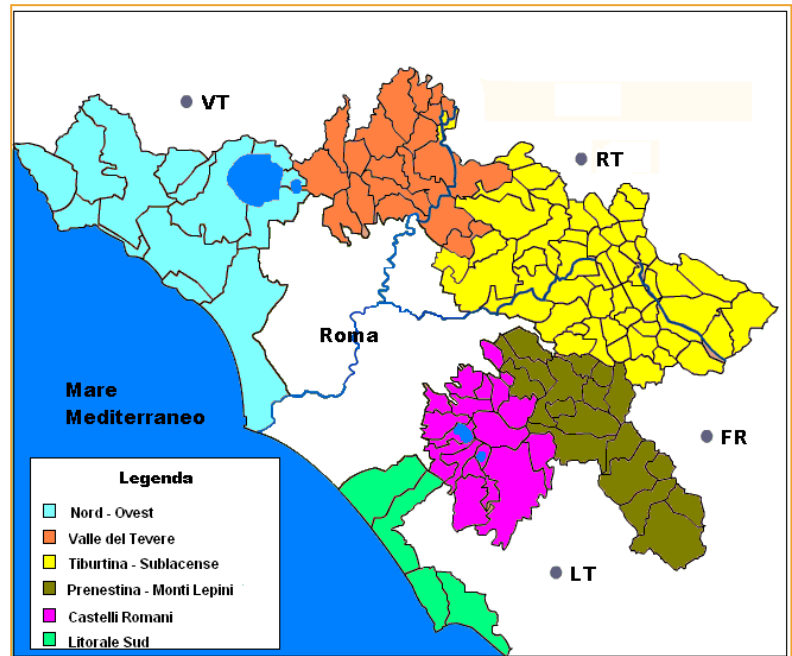 VT
RT
Roma
Mare
Mediterraneo
FR
LT
Legenda
Nord - Ovest
Valle del Tevere
Tiburtina - Sublacense
Prenestina - Monti Lepini
Castelli Romani
Litorale Sud